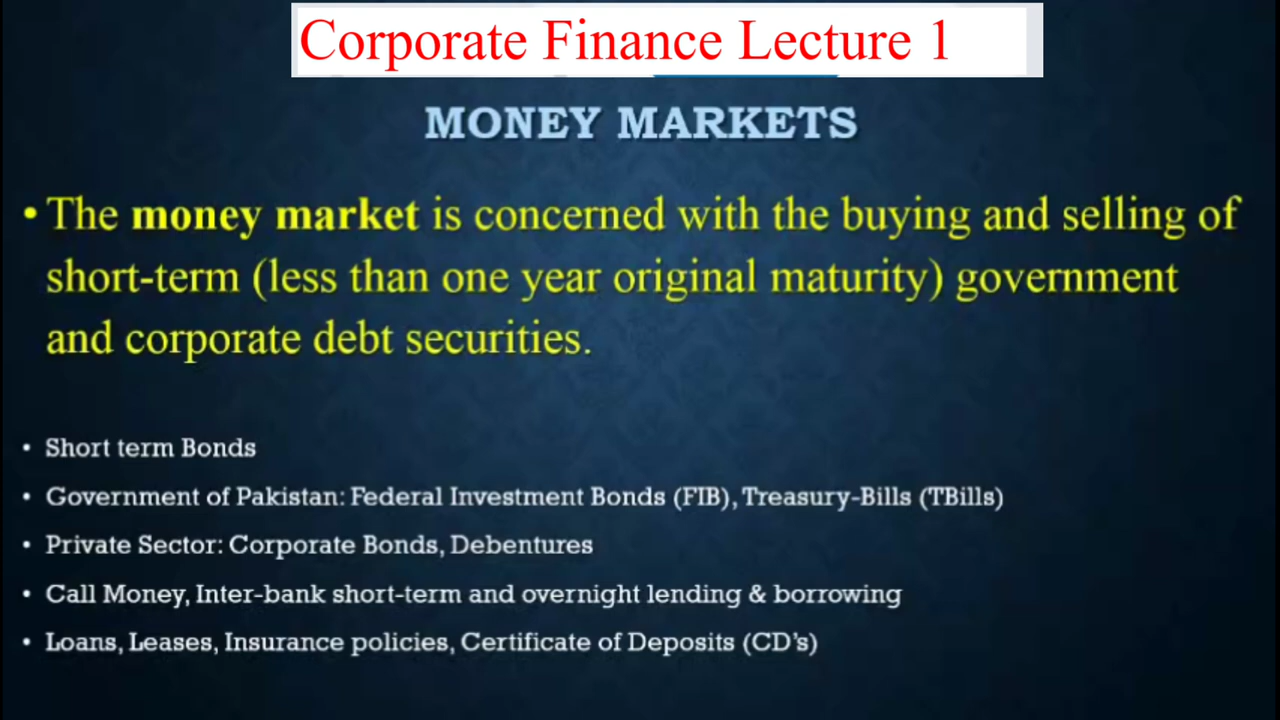 Corporate Finance Lecture 1
MONEY MARKETS
• The money market is concerned with the buying and selling of
short-term (less than one year original maturity) government
and corporate debt securities.
• Short term Bonds
• Government of Pakistan: Federal Investment Bonds (FIB), Treasury-Bills (TBills)
• Private Sector: Corporate Bonds, Debentures
• Call Money, Inter-bank short-term and overnight lending & borrowing
• Loans, Leases, Insurance policies, Certificate of Deposits (CD's)